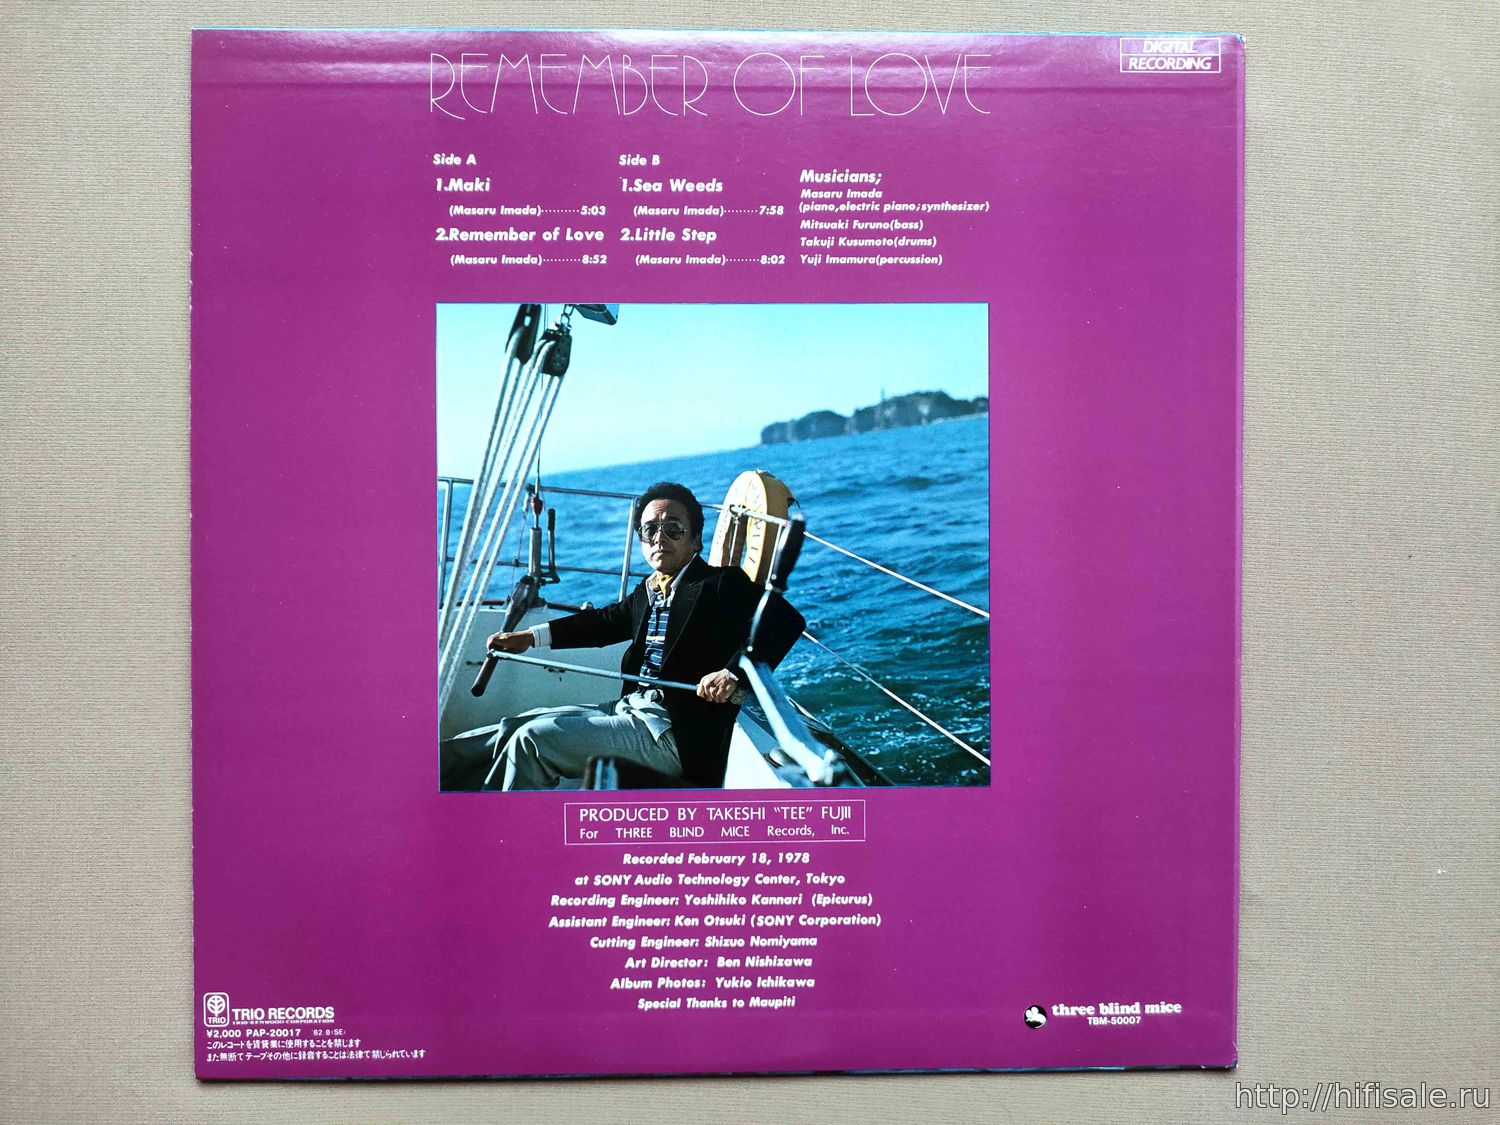 REMEMBER OF LOVE
DIGITAL
RECORDING
Side A
1.Maki
(Masaru Imada)··········5:03
2.Remember of Love
(Masaru Imada)··········8:52
Side B
1.Sea Weeds
(Masaru Imada)·········7:58
2.Little Step
(Masaru Imada)·········8:02
Musicians;
Masaru Imada
(piano,electric piano;synthesizer)
Mitsuaki Furuno(bass)
Takuji Kusumoto(drums)
Yuji Imamura(percussion)
PRODUCED BY TAKESHI "TEE" FUJII
For THREE BLIND MICE Records, Inc.
Recorded February 18, 1978
at SONY Audio Technology Center, Tokyo
Recording Engineer: Yoshihiko Kannari (Epicurus)
Assistant Engineer: Ken Otsuki (SONY Corporation)
Cutting Engineer: Shizuo Nomiyama
Art Director: Ben Nishizawa
Album Photos: Yukio Ichikawa
Special Thanks to Maupiti
TRIO
TRIO RECORDS
TRIO-KENWOOD CORPORATION
¥2,000 PAP-20017 '82.8<SE>
このレコードを賃貸業に使用することを禁じます
また無断でテープその他に録音することは法律で禁じられています
three blind mice
TBM-50007
http://hifisale.ru